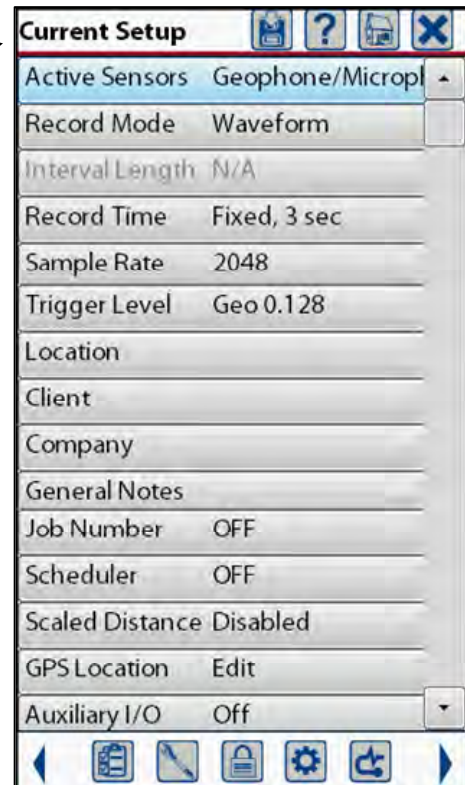 Current Setup ?
Active Sensors Geophone/Microph
Record Mode Waveform
Interval Length N/A
Record Time Fixed, 3 sec
Sample Rate 2048
Trigger Level Geo 0.128
Location
Client
Company
General Notes
Job Number OFF
Scheduler OFF
Scaled Distance Disabled
GPS Location Edit
Auxiliary I/O Off